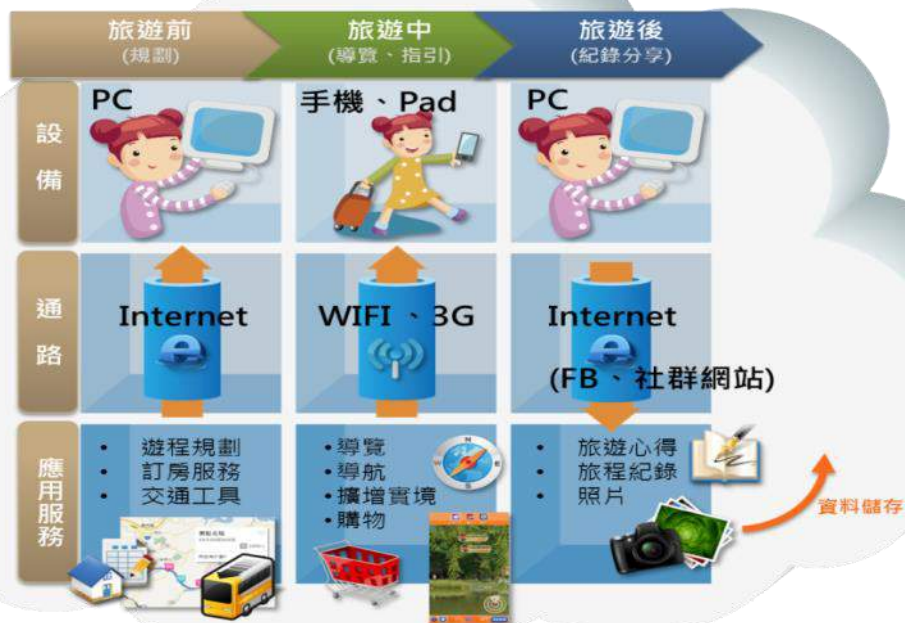 旅遊前
(規劃)
旅遊中
(導覽、指引)
旅遊後
(紀錄分享)
設備
PC
手機、Pad
PC
通路
Internet
WIFI、3G
Internet
(FB、社群網站)
應用服務
• 遊程規劃
• 訂房服務
• 交通工具
•導覽
•導航
•擴增實境
•購物
• 旅遊心得
• 旅程紀錄
• 照片
資料儲存